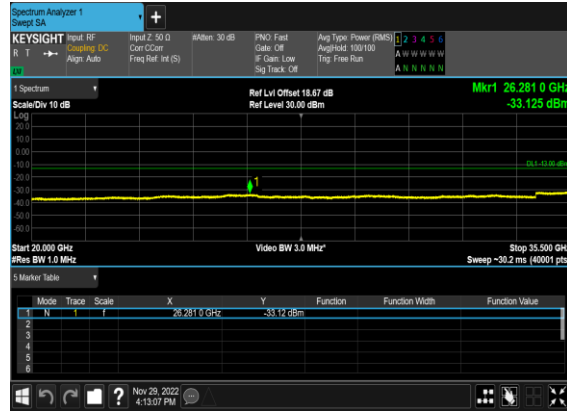 Spectrum Analyzer 1
Swept SA
KEYSIGHT Input: RF Input Z: 50 Ω #Atten: 30 dB PNO: Fast Avg Type: Power (RMS) 1 2 3 4 5 6
R T Coupling: DC Corr CCorr Gate: Off Avg|Hold: 100/100 A W W W W W
Align: Auto Freq Ref: Int (S) IF Gain: Low Trig: Free Run
Sig Track: Off A N N N N N
1 Spectrum Ref Lvl Offset 18.67 dB Mkr1 26.281 0 GHz
Scale/Div 10 dB Ref Level 30.00 dBm -33.125 dBm
Log
20.0
10.0
0.00
-10.0 DL1 -13.00 dBm
-20.0
-30.0 1
-40.0
-50.0
-60.0
Start 20.000 GHz Video BW 3.0 MHz* Stop 35.500 GHz
#Res BW 1.0 MHz Sweep ~30.2 ms (40001 pts)
5 Marker Table
Mode Trace Scale X Y Function Function Width Function Value
1 N 1 f 26.281 0 GHz -33.12 dBm
2
3
4
5
6
? Nov 29, 2022
4:13:07 PM